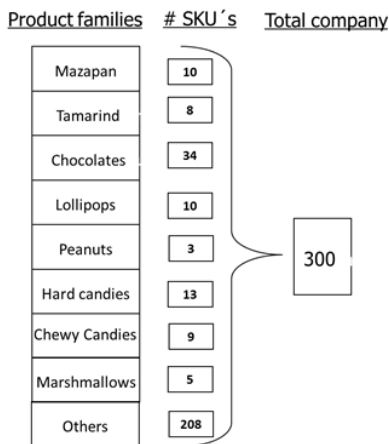 Product families # SKU´s Total company
Mazapan 10
Tamarind 8
Chocolates 34
Lollipops 10
Peanuts 3
300
Hard candies 13
Chewy Candies 9
Marshmallows 5
Others 208